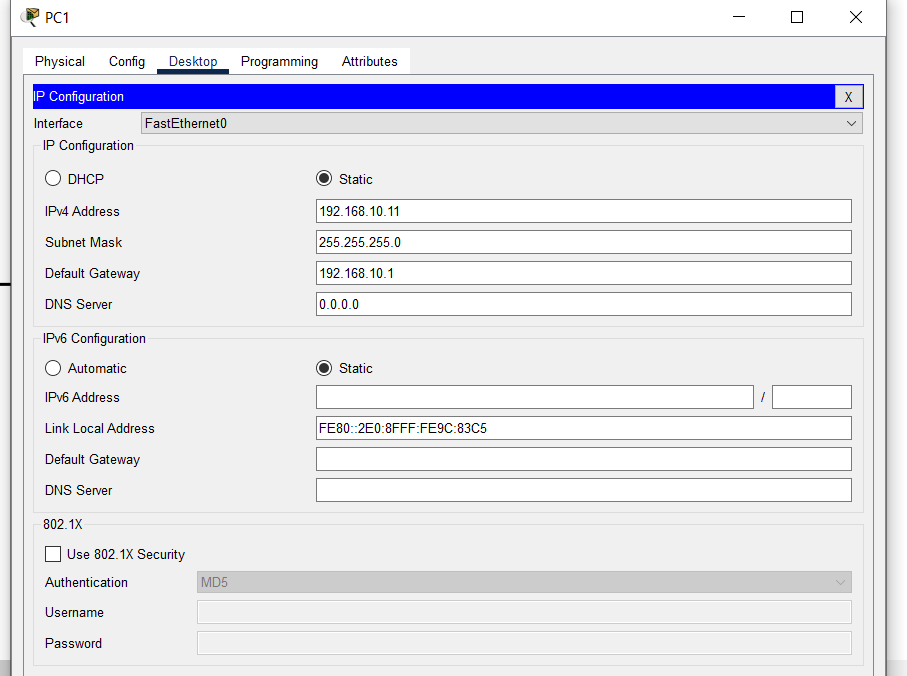 PC1
Physical Config Desktop Programming Attributes
IP Configuration X
Interface FastEthernet0
IP Configuration
DHCP Static
IPv4 Address 192.168.10.11
Subnet Mask 255.255.255.0
Default Gateway 192.168.10.1
DNS Server 0.0.0.0
IPv6 Configuration
Automatic Static
IPv6 Address /
Link Local Address FE80::2E0:8FFF:FE9C:83C5
Default Gateway
DNS Server
802.1X
Use 802.1X Security
Authentication MD5
Username
Password